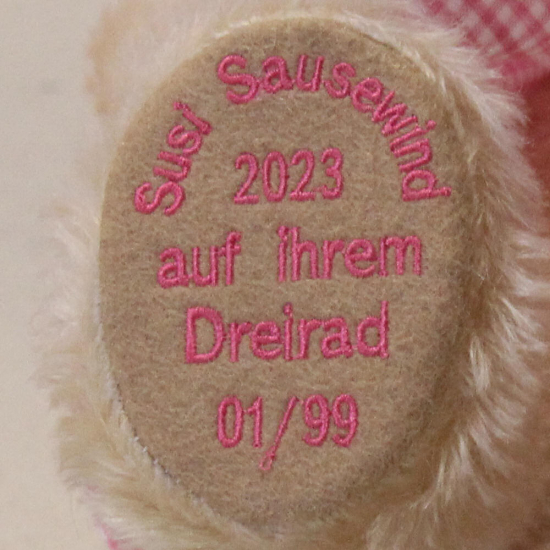 Susi Sausewind
2023
auf ihrem
Dreirad
01/99